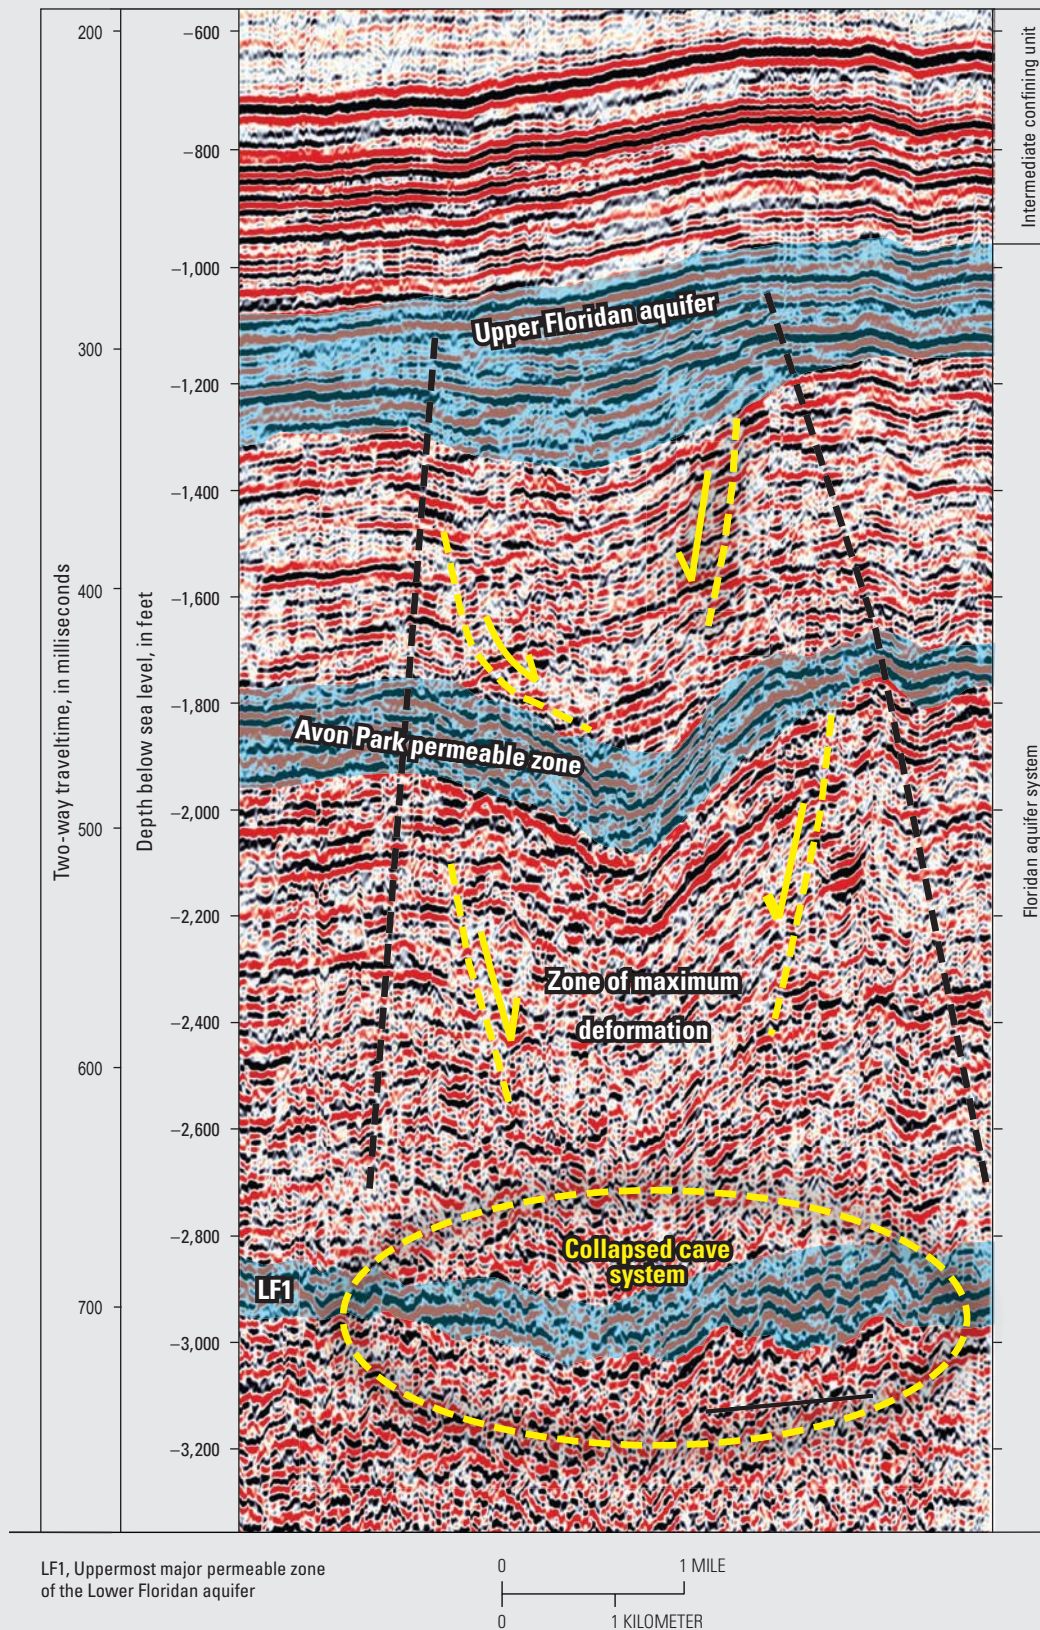 200
300
400
500
600
700
Two-way traveltime, in milliseconds
–600
–800
–1,000
–1,200
–1,400
–1,600
–1,800
–2,000
–2,200
–2,400
–2,600
–2,800
–3,000
–3,200
Depth below sea level, in feet
Upper Floridan aquifer
Avon Park permeable zone
Zone of maximum
deformation
Collapsed cave
system
LF1
Intermediate confining unit
Floridan aquifer system
LF1, Uppermost major permeable zone
of the Lower Floridan aquifer
0 1 MILE
0 1 KILOMETER